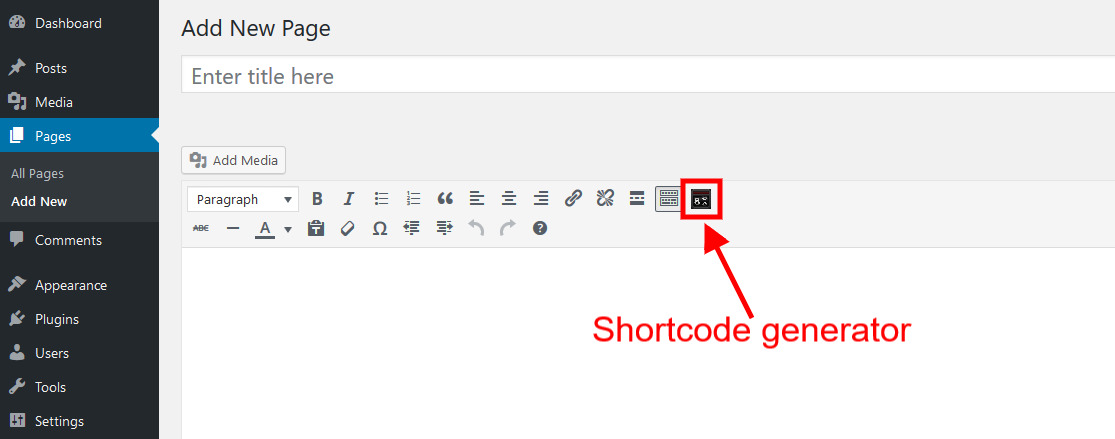 Dashboard
Posts
Media
Pages
All Pages
Add New
Comments
Appearance
Plugins
Users
Tools
Settings
Add New Page
Enter title here
Add Media
Paragraph
B I
ABC A
Shortcode generator